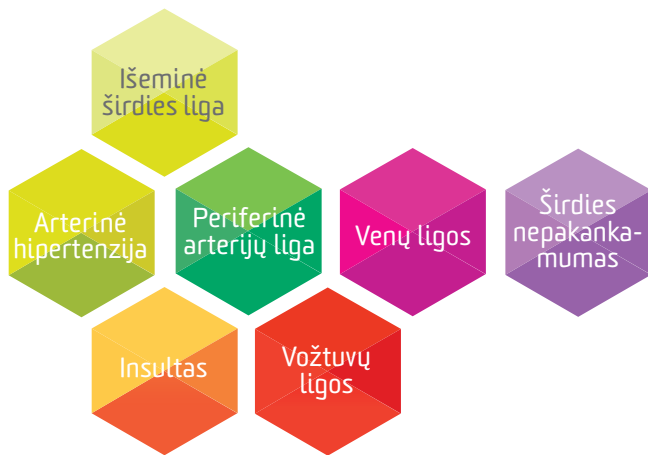 Išeminė
širdies liga
Arterinė
hipertenzija
Periferinė
arterijų liga
Venų ligos
Širdies
nepakanka-
mumas
Insultas
Vožtuvų
ligos